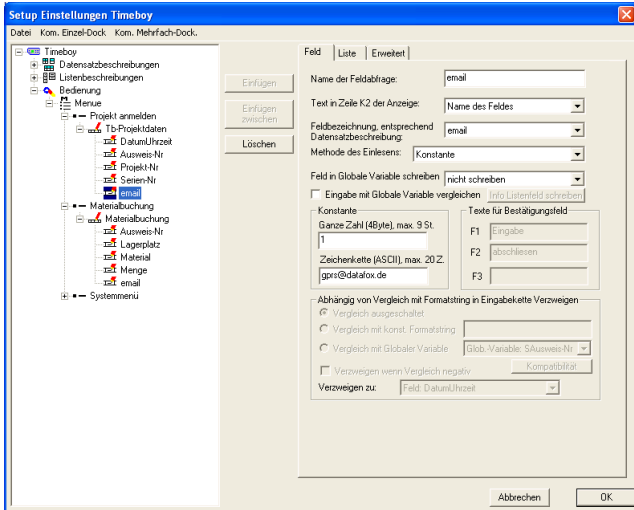 Setup Einstellungen Timeboy
Datei Kom. Einzel-Dock Kom. Mehrfach-Dock.
Timeboy
Datensatzbeschreibungen
Listenbeschreibungen
Bedienung
Menue
Projekt anmelden
Tb-Projektdaten
DatumUhrzeit
Ausweis-Nr
Projekt-Nr
Serien-Nr
email
Materialbuchung
Materialbuchung
Ausweis-Nr
Lagerplatz
Material
Menge
email
Systemmenü
Einfügen
Einfügen
zwischen
Löschen
Feld Liste Erweitert
Name der Feldabfrage: email
Text in Zeile K2 der Anzeige: Name des Feldes
Feldbezeichnung, entsprechend
Datensatzbeschreibung: email
Methode des Einlesens: Konstante
Feld in Globale Variable schreiben nicht schreiben
Eingabe mit Globale Variable vergleichen Info Listenfeld schreiben
Konstante
Ganze Zahl (4Byte), max. 9 St.
1
Zeichenkette (ASCII), max. 20 Z.
gprs@datafox.de
Texte für Bestätigungsfeld
F1 Eingabe
F2 abschliesen
F3
Abhängig von Vergleich mit Formatstring in Eingabekette Verzweigen
Vergleich ausgeschaltet
Vergleich mit konst. Formatstring
Vergleich mit Globaler Variable Glob.-Variable: SAusweis-Nr
Verzweigen wenn Vergleich negativ Kompatibilität
Verzweigen zu: Feld: DatumUhrzeit
Abbrechen OK